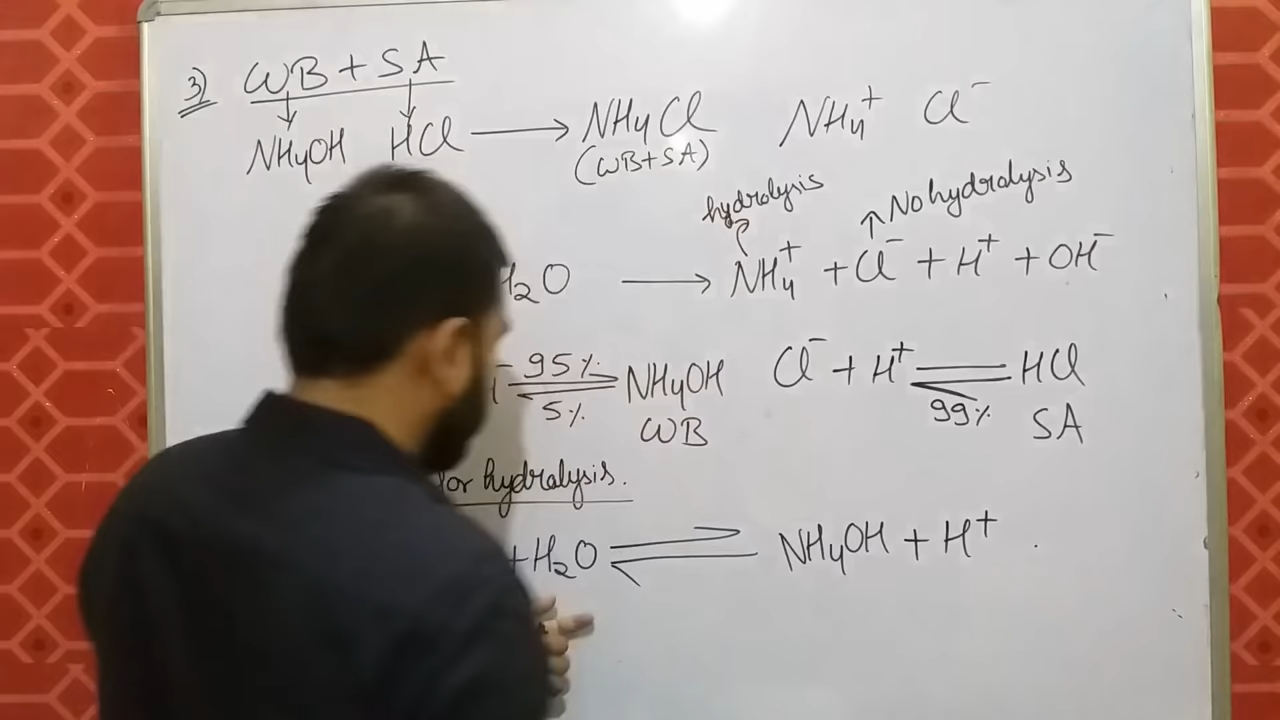 3) WB + SA
NH4OH HCl → NH4Cl NH4+ Cl-
(WB+SA)
hydrolysis ↑ No hydrolysis
H2O → NH4+ + Cl- + H+ + OH-
95% NH4OH Cl- + H+ ⇌ HCl
5% WB 99% SA
for hydrolysis.
+ H2O ⇌ NH4OH + H+